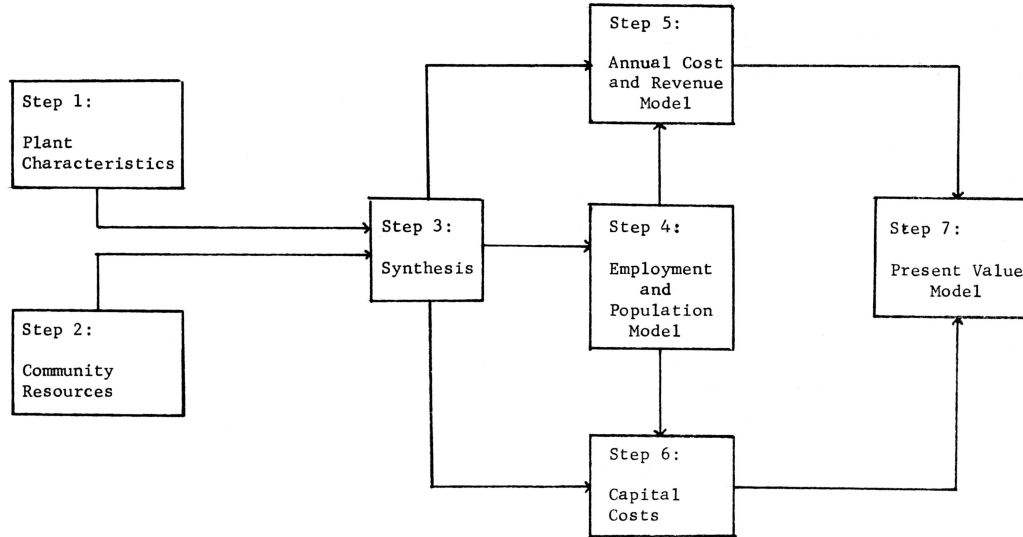 Step 1:
Plant
Characteristics
Step 2:
Community
Resources
Step 3:
Synthesis
Step 4:
Employment
and
Population
Model
Step 5:
Annual Cost
and Revenue
Model
Step 6:
Capital
Costs
Step 7:
Present Value
Model